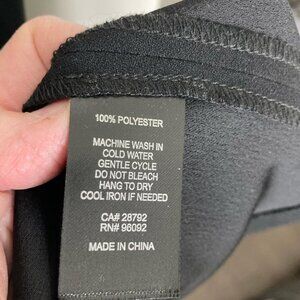 100% POLYESTER
MACHINE WASH IN
COLD WATER
GENTLE CYCLE
DO NOT BLEACH
HANG TO DRY
COOL IRON IF NEEDED
CA# 28792
RN# 96092
MADE IN CHINA